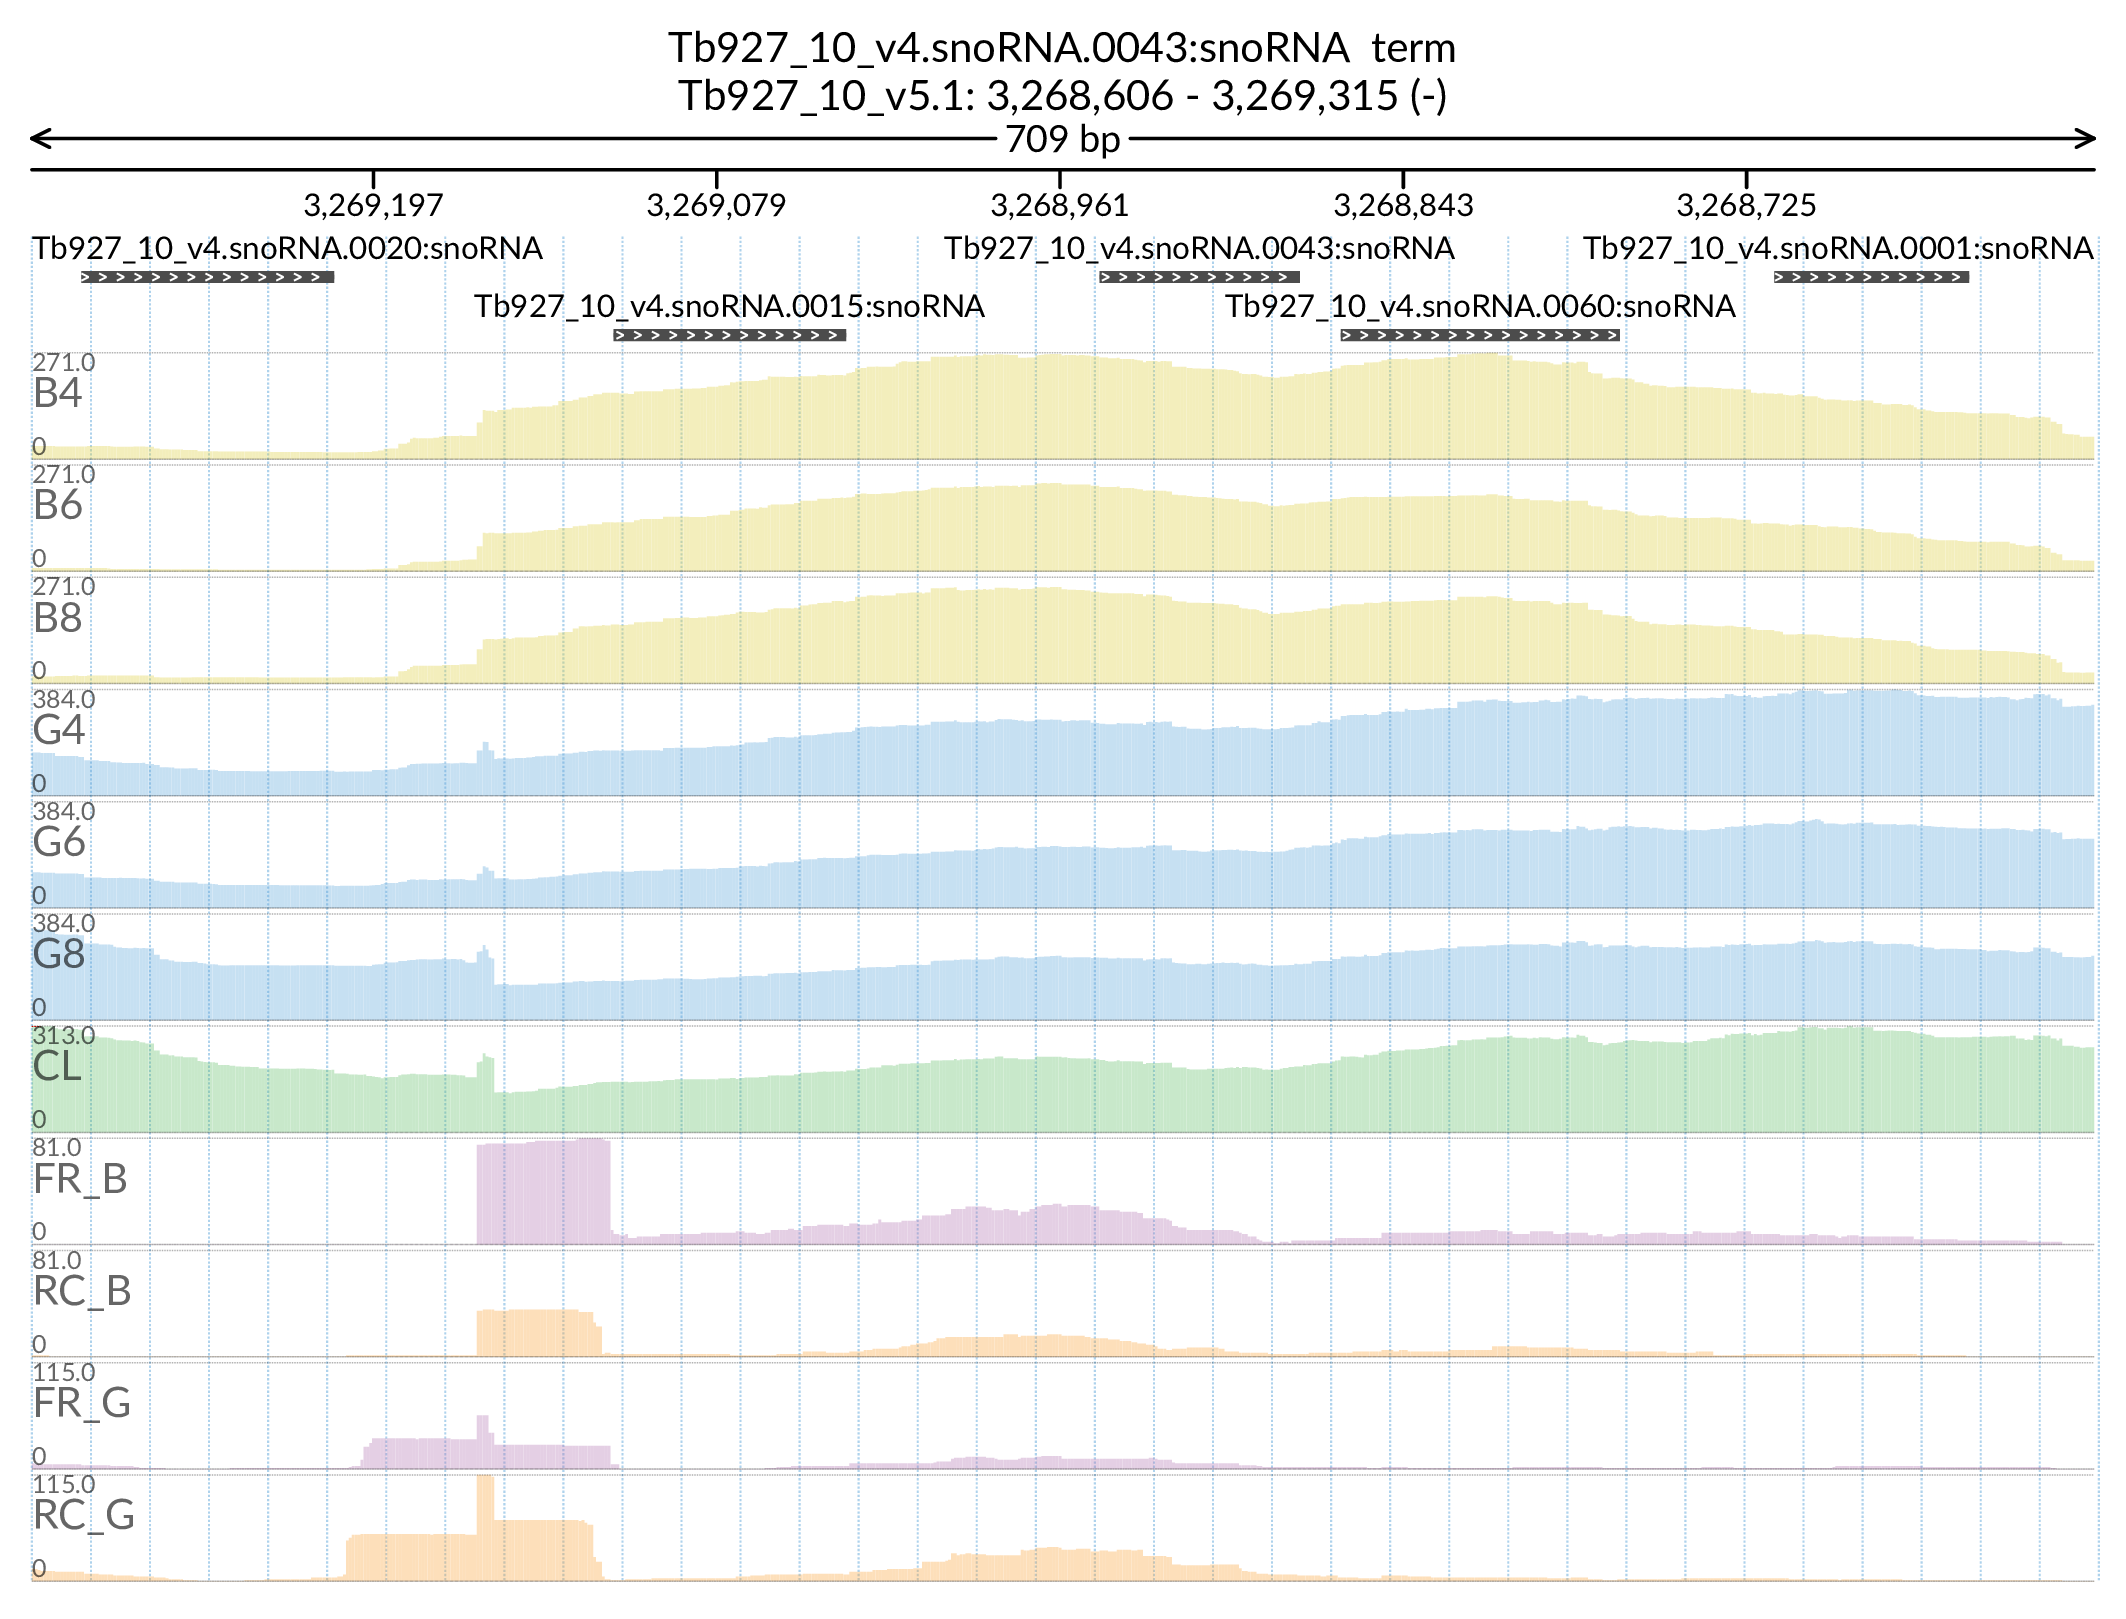 Tb927_10_v4.snoRNA.0043:snoRNA term
Tb927_10_v5.1: 3,268,606 - 3,269,315 (-)
709 bp
3,269,197 3,269,079 3,268,961 3,268,843 3,268,725
Tb927_10_v4.snoRNA.0020:snoRNA Tb927_10_v4.snoRNA.0043:snoRNA Tb927_10_v4.snoRNA.0001:snoRNA
Tb927_10_v4.snoRNA.0015:snoRNA Tb927_10_v4.snoRNA.0060:snoRNA
271.0
B4
0
271.0
B6
0
271.0
B8
0
384.0
G4
0
384.0
G6
0
384.0
G8
0
313.0
CL
0
81.0
FR_B
0
81.0
RC_B
0
115.0
FR_G
0
115.0
RC_G
0